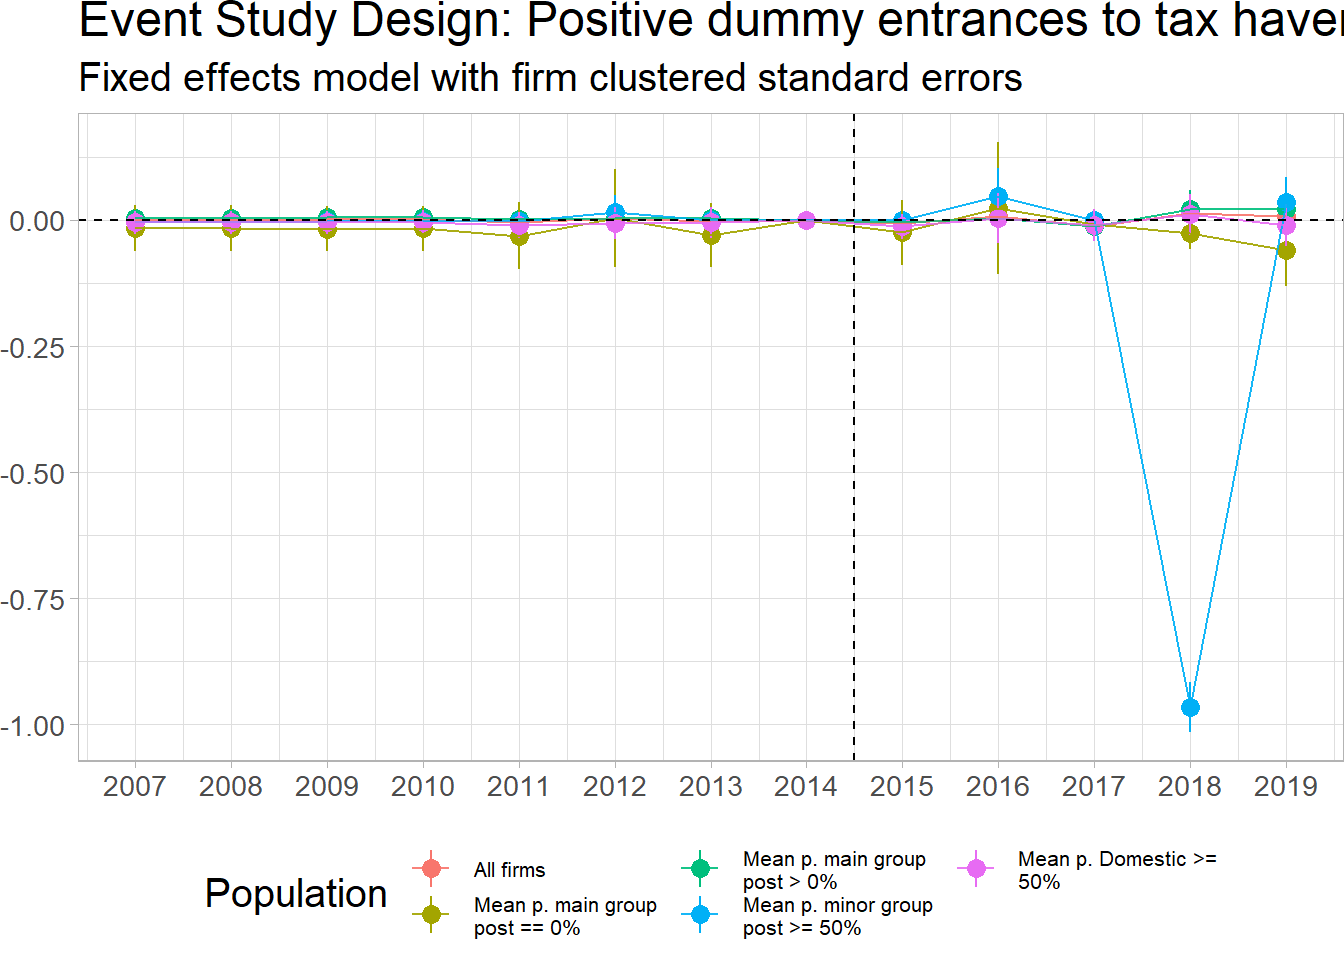 Event Study Design: Positive dummy entrances to tax haven
Fixed effects model with firm clustered standard errors
0.00
-0.25
-0.50
-0.75
-1.00
2007 2008 2009 2010 2011 2012 2013 2014 2015 2016 2017 2018 2019
Population
All firms
Mean p. main group
post == 0%
Mean p. main group
post > 0%
Mean p. minor group
post >= 50%
Mean p. Domestic >=
50%